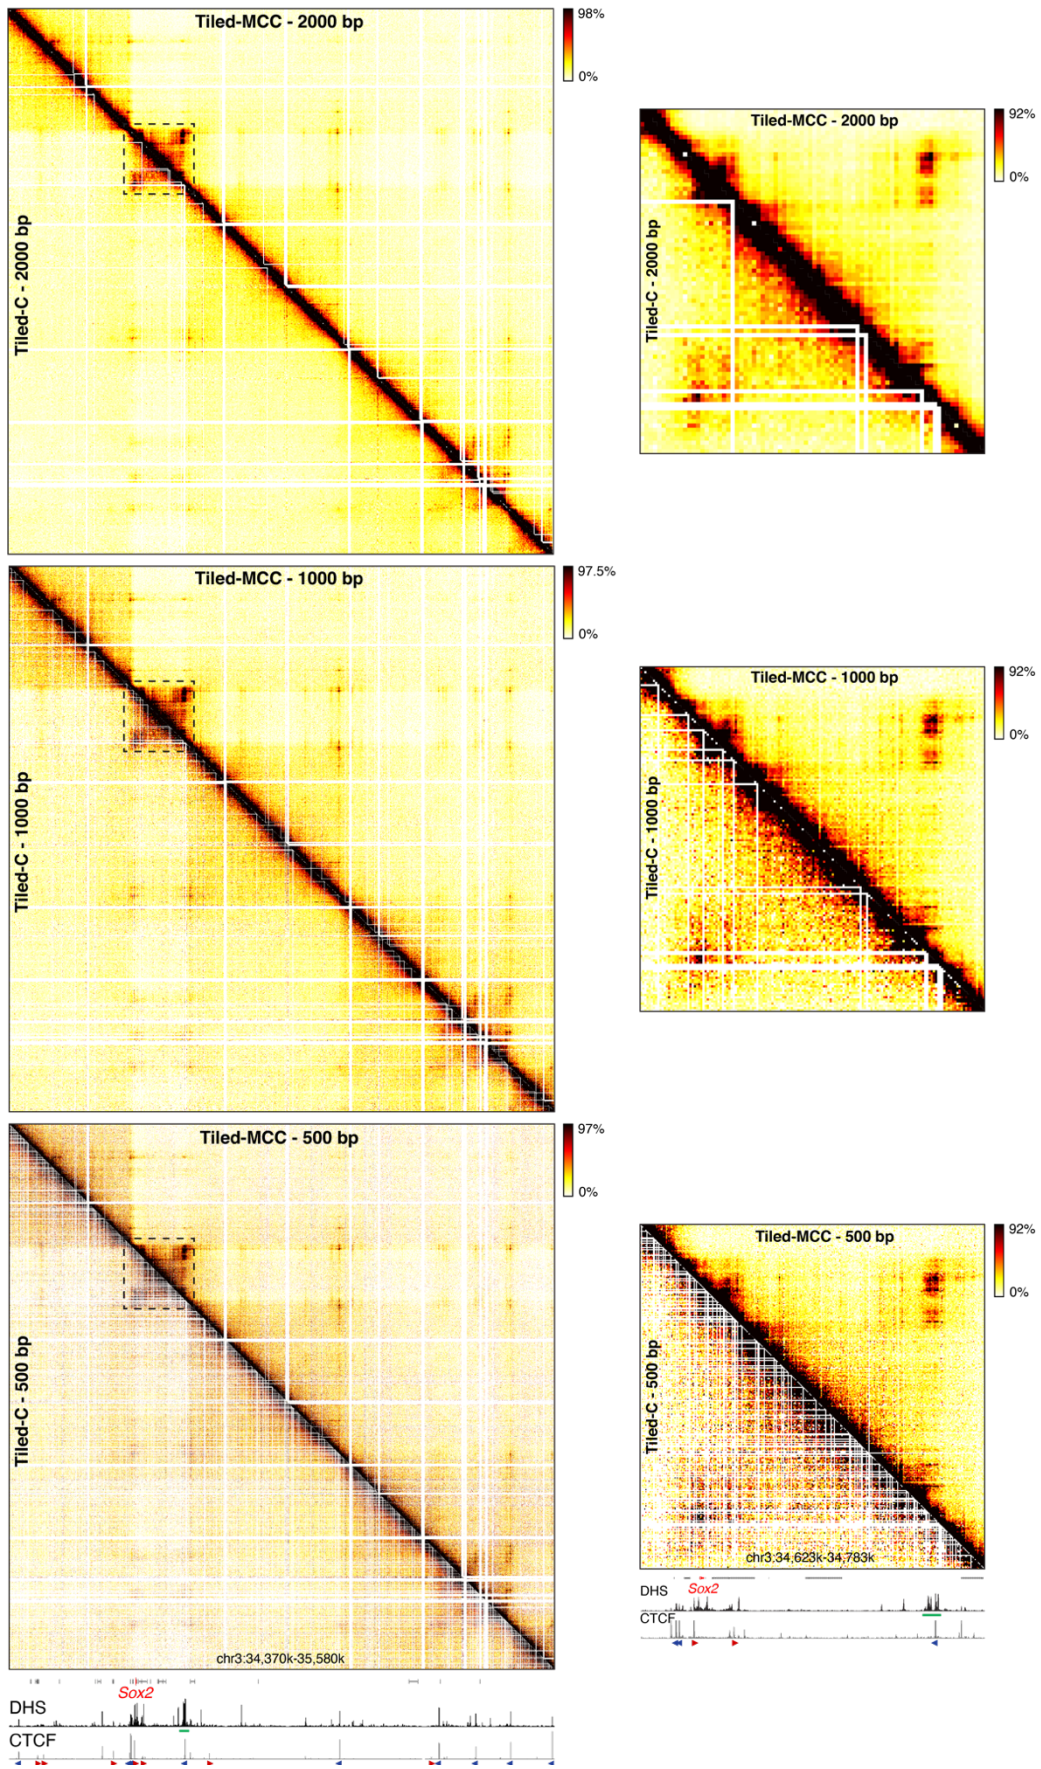 Tiled-MCC - 2000 bp
98%
0%
Tiled-C - 2000 bp
Tiled-MCC - 2000 bp
92%
0%
Tiled-C - 2000 bp
Tiled-MCC - 1000 bp
97.5%
0%
Tiled-C - 1000 bp
Tiled-MCC - 1000 bp
92%
0%
Tiled-C - 1000 bp
Tiled-MCC - 500 bp
97%
0%
Tiled-C - 500 bp
chr3:34,370k-35,580k
Sox2
DHS
CTCF
Tiled-MCC - 500 bp
92%
0%
Tiled-C - 500 bp
chr3:34,623k-34,783k
Sox2
DHS
CTCF